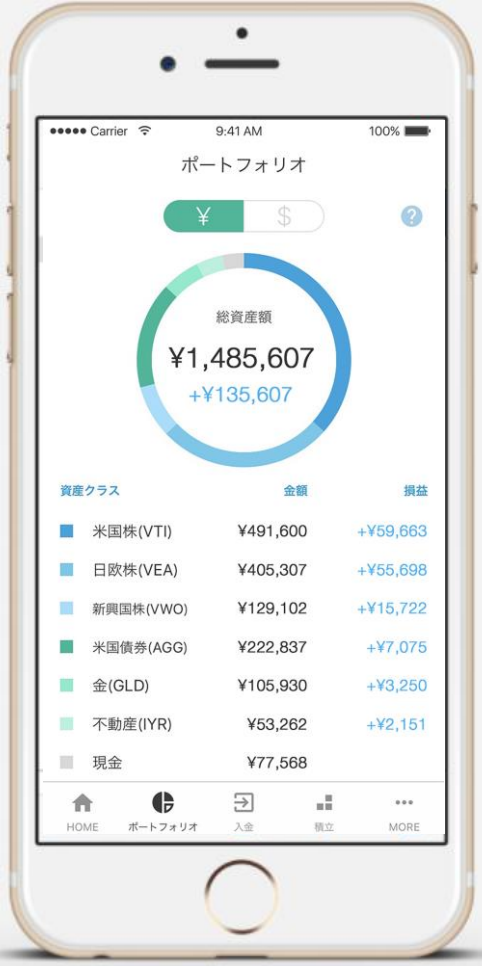 ●●●●● Carrier 9:41 AM 100%
ポートフォリオ
¥ $ ?
総資産額
¥1,485,607
+¥135,607
資産クラス 金額 損益
米国株(VTI) ¥491,600 +¥59,663
日欧株(VEA) ¥405,307 +¥55,698
新興国株(VWO) ¥129,102 +¥15,722
米国債券(AGG) ¥222,837 +¥7,075
金(GLD) ¥105,930 +¥3,250
不動産(IYR) ¥53,262 +¥2,151
現金 ¥77,568
HOME ポートフォリオ 入金 積立 MORE